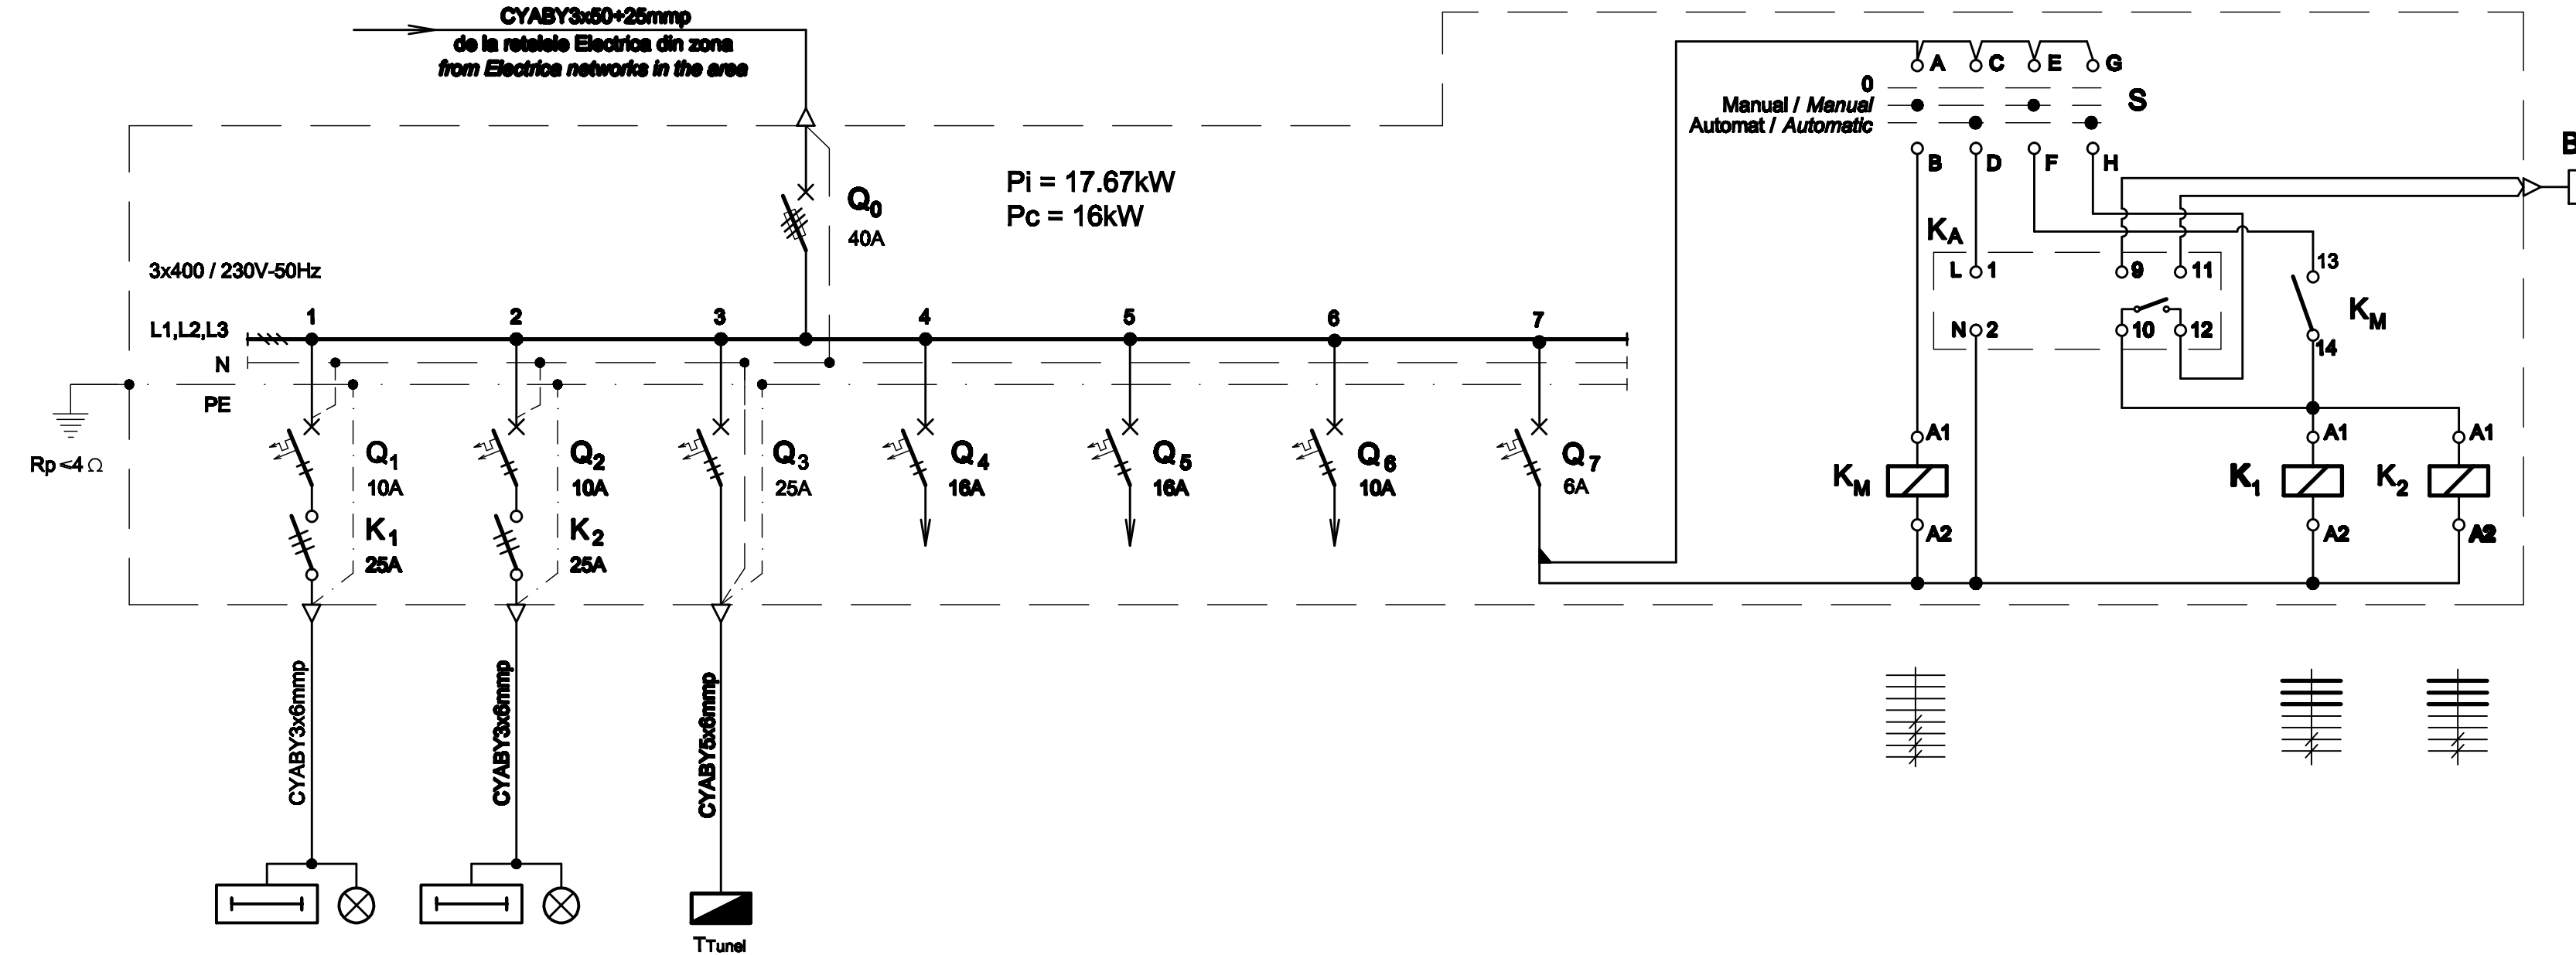 CYABY3x50+25mmp
de la retelele Electrica din zona
from Electrica networks in the area
A C E G
0
Manual / Manual
Automat / Automatic
S
B D F H
B
Pi = 17.67kW
Pc = 16kW
Q0
40A
KA
L 1 9 11
N 2 10 12
13
KM
14
3x400 / 230V-50Hz
L1,L2,L3
1 2 3 4 5 6 7
N
PE
Rp <4 Ω
Q1
10A
Q2
10A
Q3
25A
Q4
16A
Q5
16A
Q6
10A
Q7
6A
K1
25A
K2
25A
A1
KM
A2
A1
K1
A2
A1
K2
A2
CYABY3x6mmp
CYABY3x6mmp
CYABY5x6mmp
TTunel